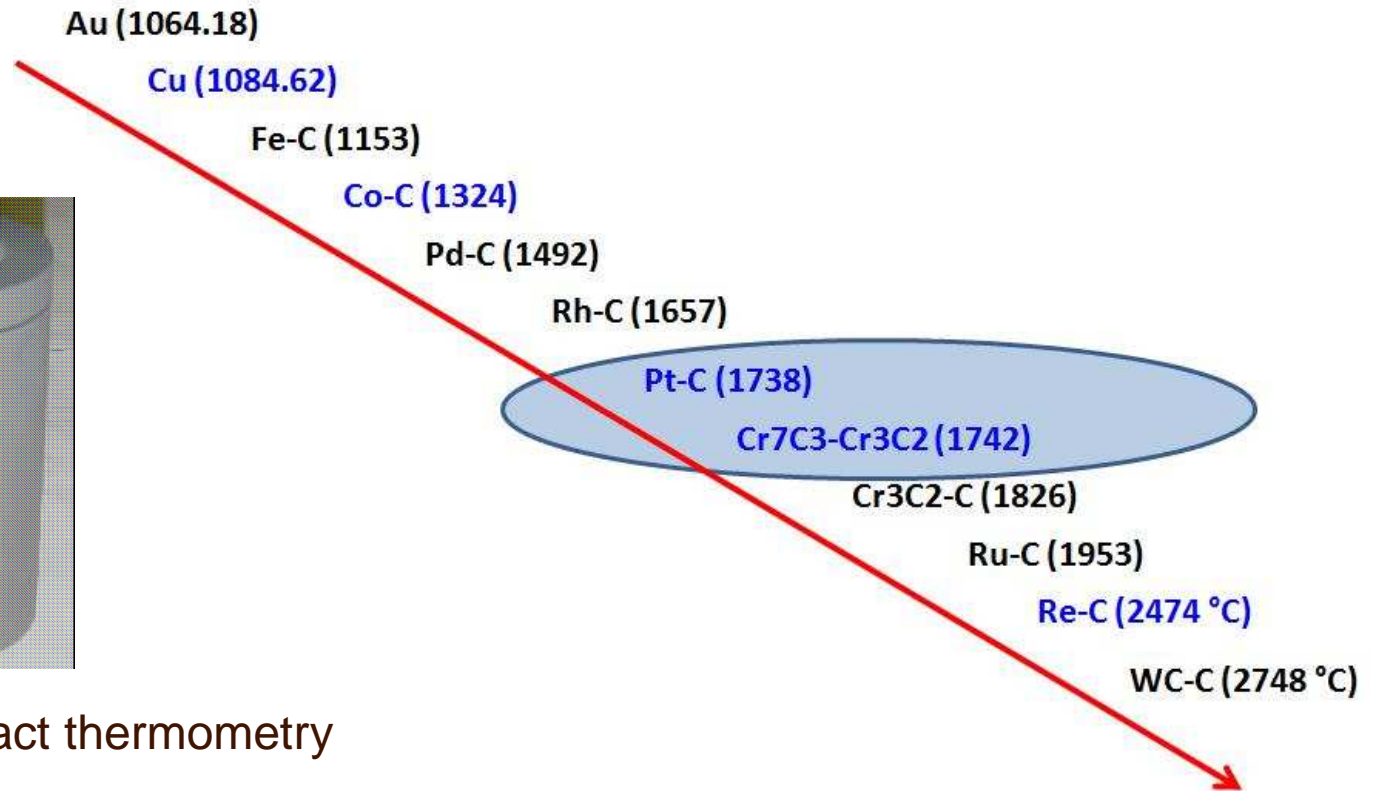 Au (1064.18)
Cu (1084.62)
Fe-C (1153)
Co-C (1324)
Pd-C (1492)
Rh-C (1657)
Pt-C (1738)
Cr7C3-Cr3C2 (1742)
Cr3C2-C (1826)
Ru-C (1953)
Re-C (2474 °C)
WC-C (2748 °C)
act thermometry